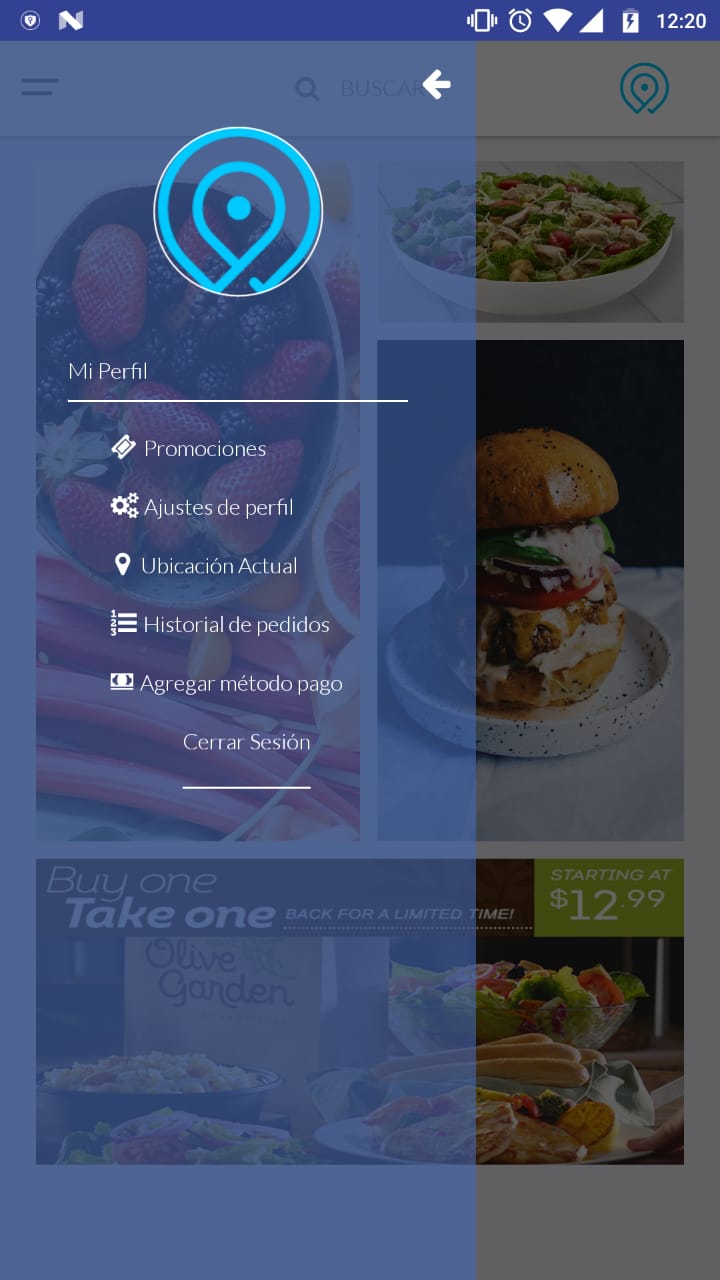 12:20
BUSCAR
Mi Perfil
Promociones
Ajustes de perfil
Ubicación Actual
Historial de pedidos
Agregar método pago
Cerrar Sesión
Buy one
Take one
BACK FOR A LIMITED TIME!
STARTING AT
$12.99
Olive
Garden